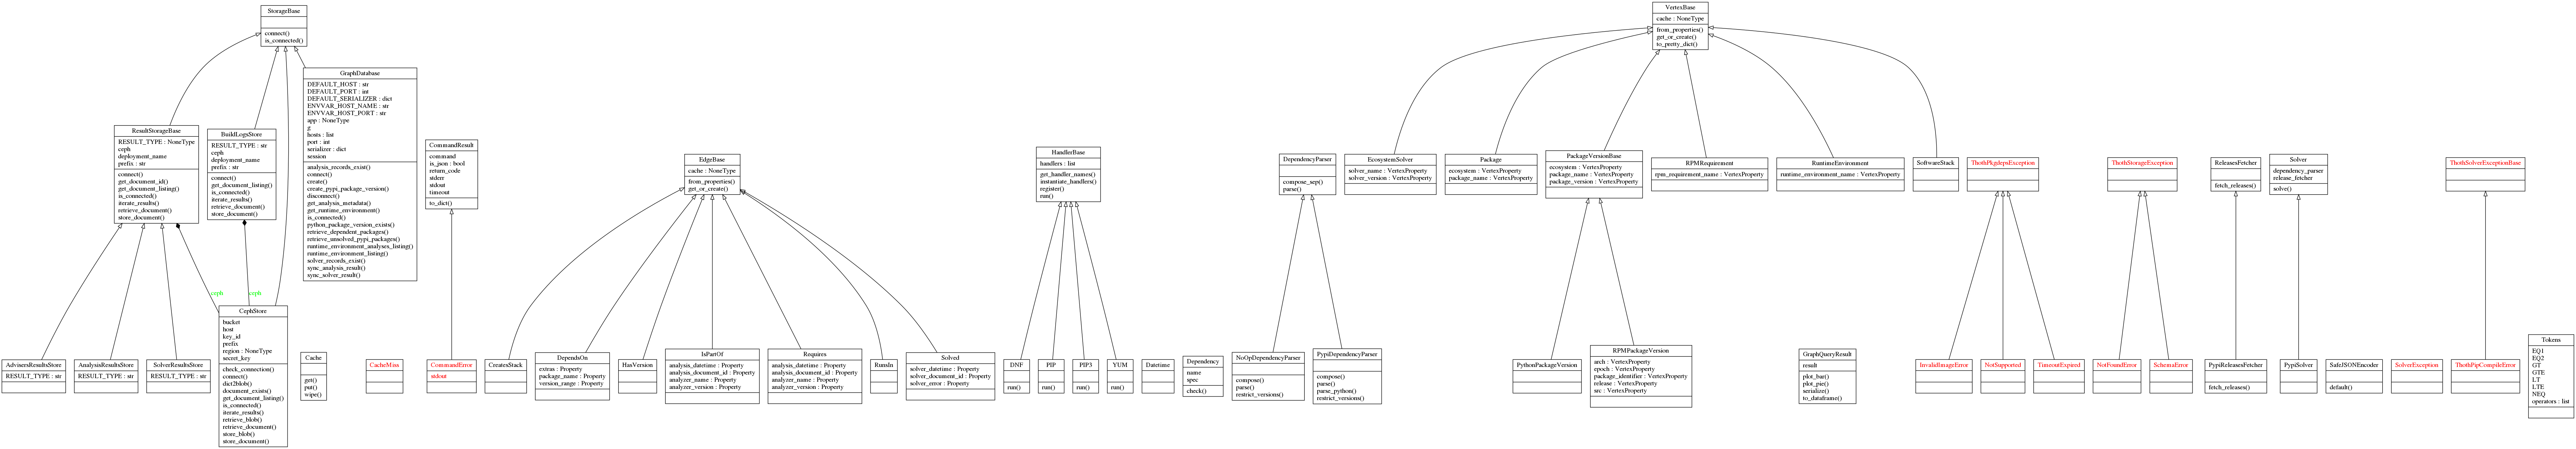 StorageBase
connect()
is_connected()
VertexBase
cache : NoneType
from_properties()
get_or_create()
to_pretty_dict()
GraphDatabase
DEFAULT_HOST : str
DEFAULT_PORT : int
DEFAULT_SERIALIZER : dict
ENVVAR_HOST_NAME : str
ENVVAR_HOST_PORT : str
app : NoneType
g
hosts : list
port : int
serializer : dict
session
analysis_records_exist()
connect()
create()
create_pypi_package_version()
disconnect()
get_analysis_metadata()
get_runtime_environment()
is_connected()
python_package_version_exists()
retrieve_dependent_packages()
retrieve_unsolved_pypi_packages()
runtime_environment_analyses_listing()
runtime_environment_listing()
solver_records_exist()
sync_analysis_result()
sync_solver_result()
ResultStorageBase
RESULT_TYPE : NoneType
ceph
deployment_name
prefix : str
connect()
get_document_id()
get_document_listing()
is_connected()
iterate_results()
retrieve_document()
store_document()
BuildLogsStore
RESULT_TYPE : str
ceph
deployment_name
prefix : str
connect()
get_document_listing()
is_connected()
iterate_results()
retrieve_document()
store_document()
CommandResult
command
is_json : bool
return_code
stderr
stdout
timeout
to_dict()
EdgeBase
cache : NoneType
from_properties()
get_or_create()
HandlerBase
handlers : list
get_handler_names()
instantiate_handlers()
register()
run()
DependencyParser
compose_sep()
parse()
EcosystemSolver
solver_name : VertexProperty
solver_version : VertexProperty
Package
ecosystem : VertexProperty
package_name : VertexProperty
PackageVersionBase
ecosystem : VertexProperty
package_name : VertexProperty
package_version : VertexProperty
RPMRequirement
rpm_requirement_name : VertexProperty
RuntimeEnvironment
runtime_environment_name : VertexProperty
SoftwareStack
ThothPkgdepsException
ThothStorageException
ReleasesFetcher
fetch_releases()
Solver
dependency_parser
release_fetcher
solve()
ThothSolverExceptionBase
ceph
ceph
AdvisersResultsStore
RESULT_TYPE : str
AnalysisResultsStore
RESULT_TYPE : str
SolverResultsStore
RESULT_TYPE : str
CephStore
bucket
host
key_id
prefix
region : NoneType
secret_key
check_connection()
connect()
dict2blob()
document_exists()
get_document_listing()
is_connected()
iterate_results()
retrieve_blob()
retrieve_document()
store_blob()
store_document()
Cache
get()
put()
wipe()
CacheMiss
CommandError
stdout
CreatesStack
DependsOn
extras : Property
package_name : Property
version_range : Property
HasVersion
IsPartOf
analysis_datetime : Property
analysis_document_id : Property
analyzer_name : Property
analyzer_version : Property
Requires
analysis_datetime : Property
analysis_document_id : Property
analyzer_name : Property
analyzer_version : Property
RunsIn
Solved
solver_datetime : Property
solver_document_id : Property
solver_error : Property
DNF
run()
PIP
run()
PIP3
run()
YUM
run()
Datetime
Dependency
name
spec
check()
NoOpDependencyParser
compose()
parse()
restrict_versions()
PypiDependencyParser
compose()
parse()
parse_python()
restrict_versions()
PythonPackageVersion
RPMPackageVersion
arch : VertexProperty
epoch : VertexProperty
package_identifier : VertexProperty
release : VertexProperty
src : VertexProperty
GraphQueryResult
result
plot_bar()
plot_pie()
serialize()
to_dataframe()
InvalidImageError
NotSupported
TimeoutExpired
NotFoundError
SchemaError
PypiReleasesFetcher
fetch_releases()
PypiSolver
SafeJSONEncoder
default()
SolverException
ThothPipCompileError
Tokens
EQ1
EQ2
GT
GTE
LT
LTE
NEQ
operators : list